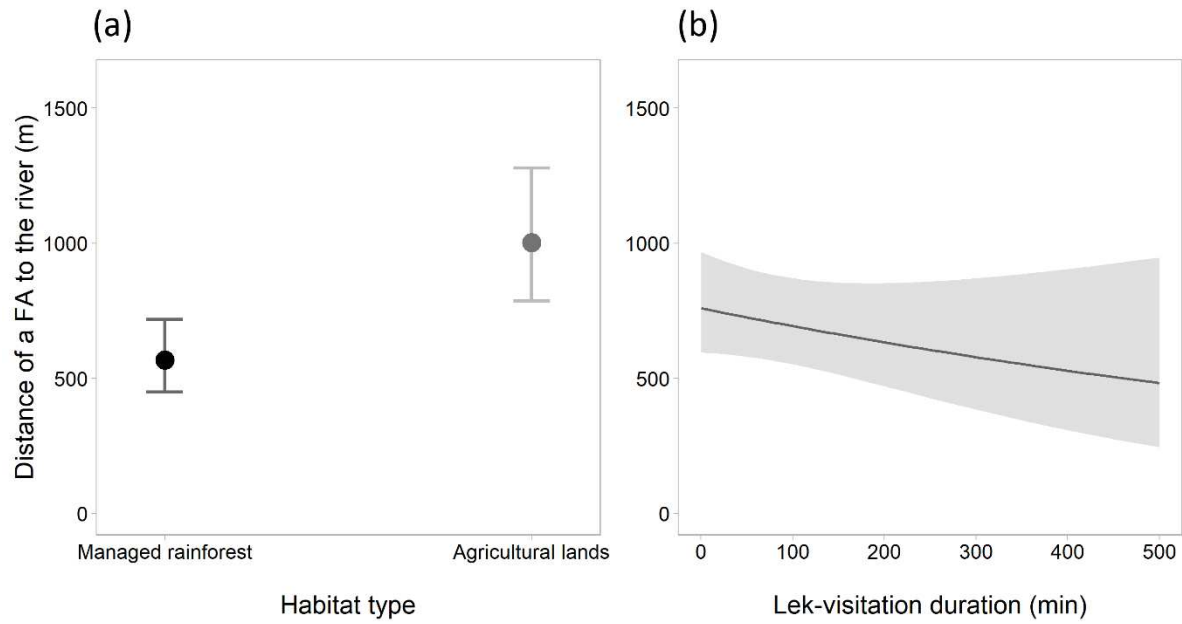 (a)
(b)
Distance of a FA to the river (m)
1500
1000
500
0
Managed rainforest
Agricultural lands
Habitat type
1500
1000
500
0
0
100
200
300
400
500
Lek-visitation duration (min)